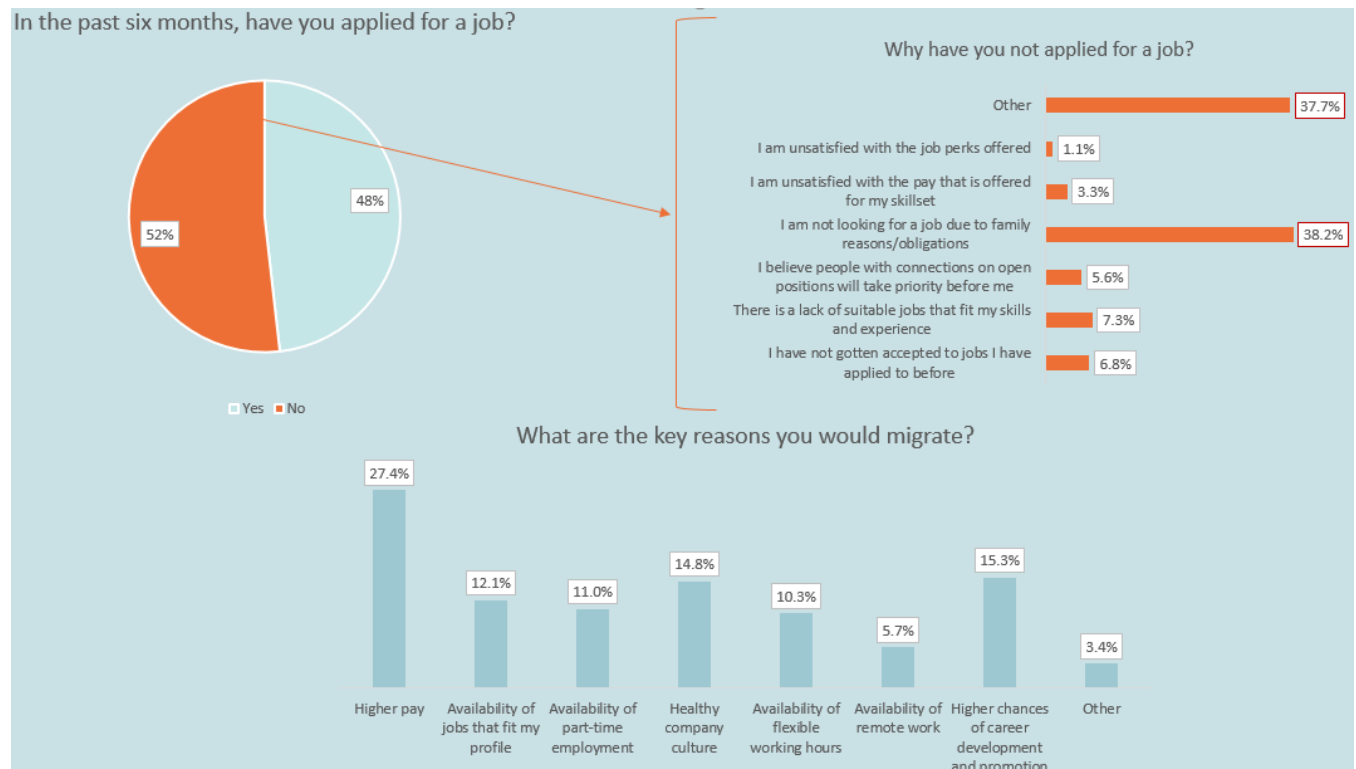 In the past six months, have you applied for a job?
52%
48%
Yes No
Why have you not applied for a job?
Other
37.7%
I am unsatisfied with the job perks offered
1.1%
I am unsatisfied with the pay that is offered
for my skillset
3.3%
I am not looking for a job due to family
reasons/obligations
38.2%
I believe people with connections on open
positions will take priority before me
5.6%
There is a lack of suitable jobs that fit my skills
and experience
7.3%
I have not gotten accepted to jobs I have
applied to before
6.8%
What are the key reasons you would migrate?
27.4%
12.1%
11.0%
14.8%
10.3%
5.7%
15.3%
3.4%
Higher pay
Availability of
jobs that fit my
profile
Availability of
part-time
employment
Healthy
company
culture
Availability of
flexible
working hours
Availability of
remote work
Higher chances
of career
development
and promotion
Other